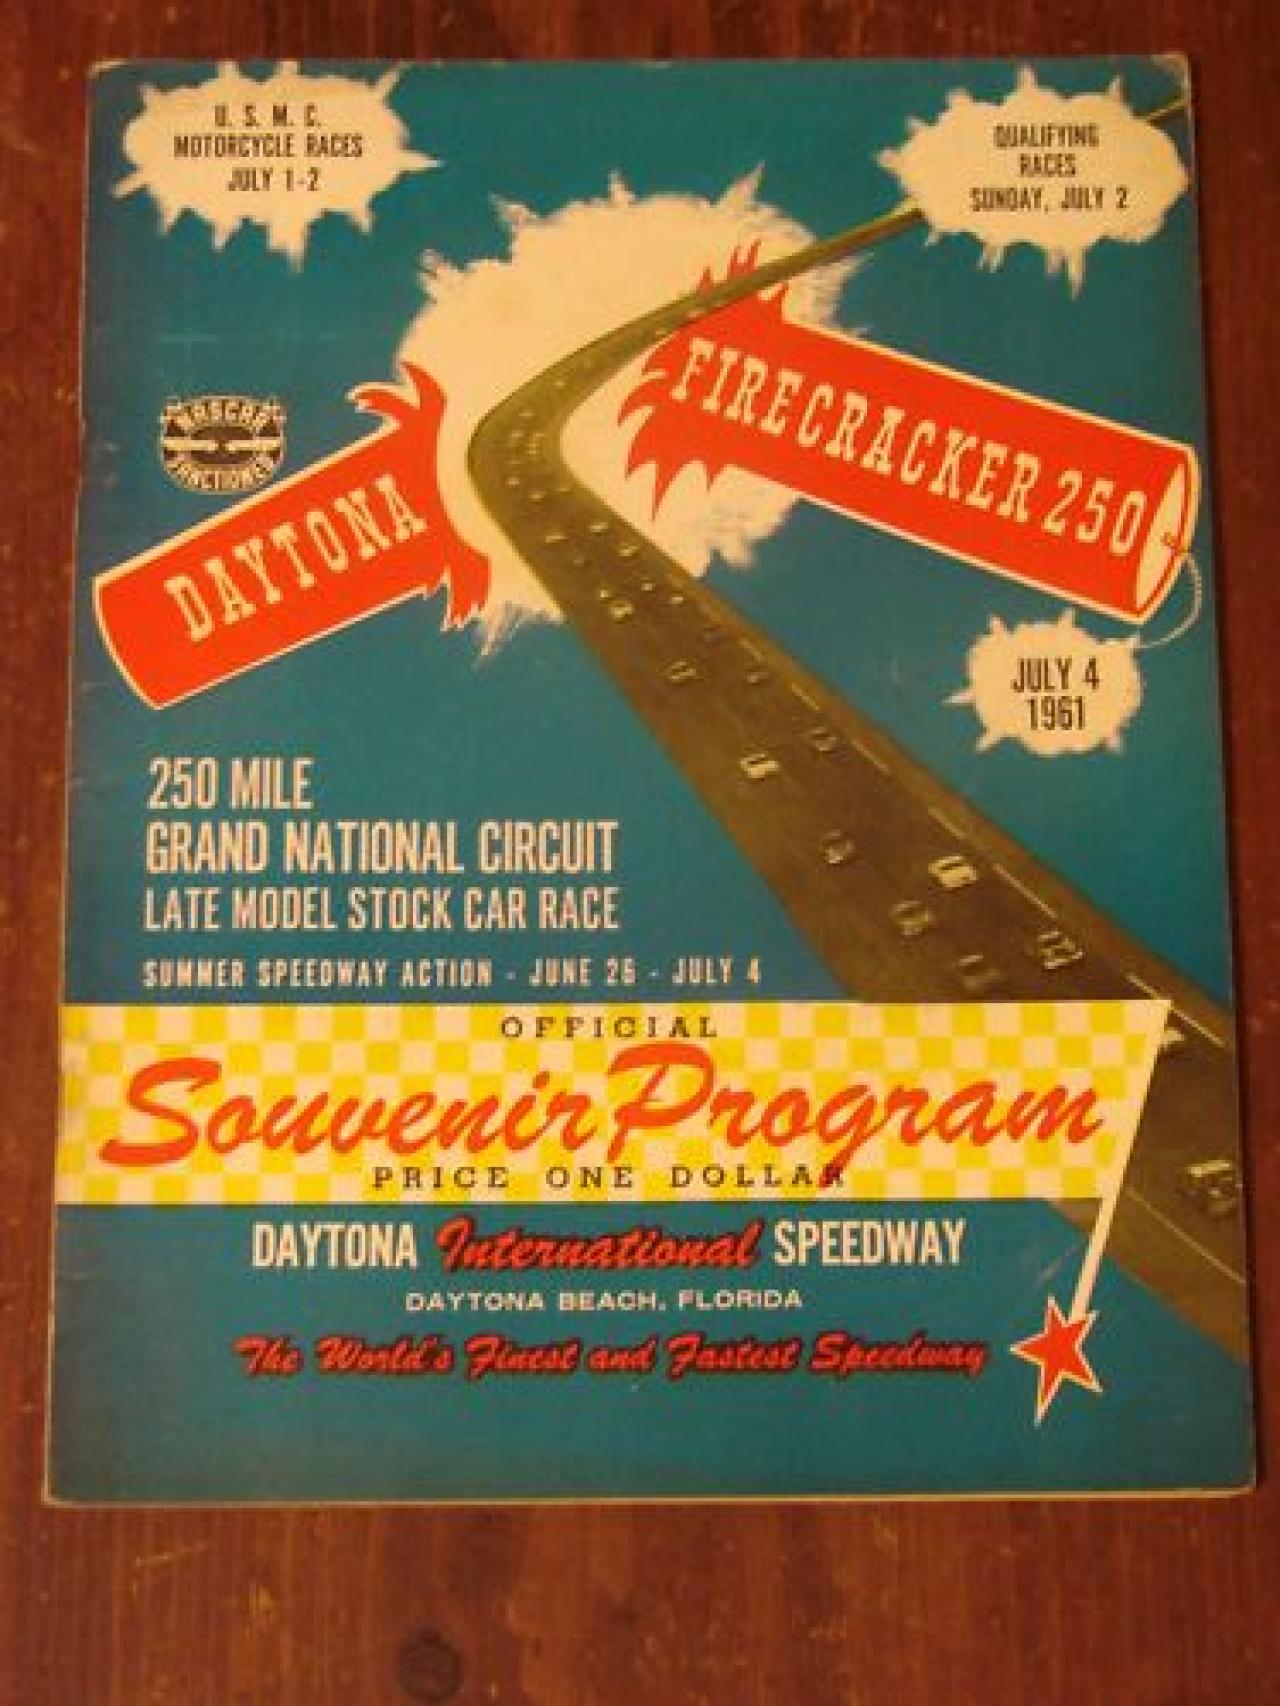 U. S. M. C.
MOTORCYCLE RACES
JULY 1-2
QUALIFYING
RACES
SUNDAY, JULY 2
NASCAR
SANCTIONED
DAYTONA
FIRECRACKER 250
JULY 4
1961
250 MILE
GRAND NATIONAL CIRCUIT
LATE MODEL STOCK CAR RACE
SUMMER SPEEDWAY ACTION - JUNE 26 - JULY 4
OFFICIAL
Souvenir Program
PRICE ONE DOLLAR
DAYTONA International SPEEDWAY
DAYTONA BEACH, FLORIDA
The World's Finest and Fastest Speedway